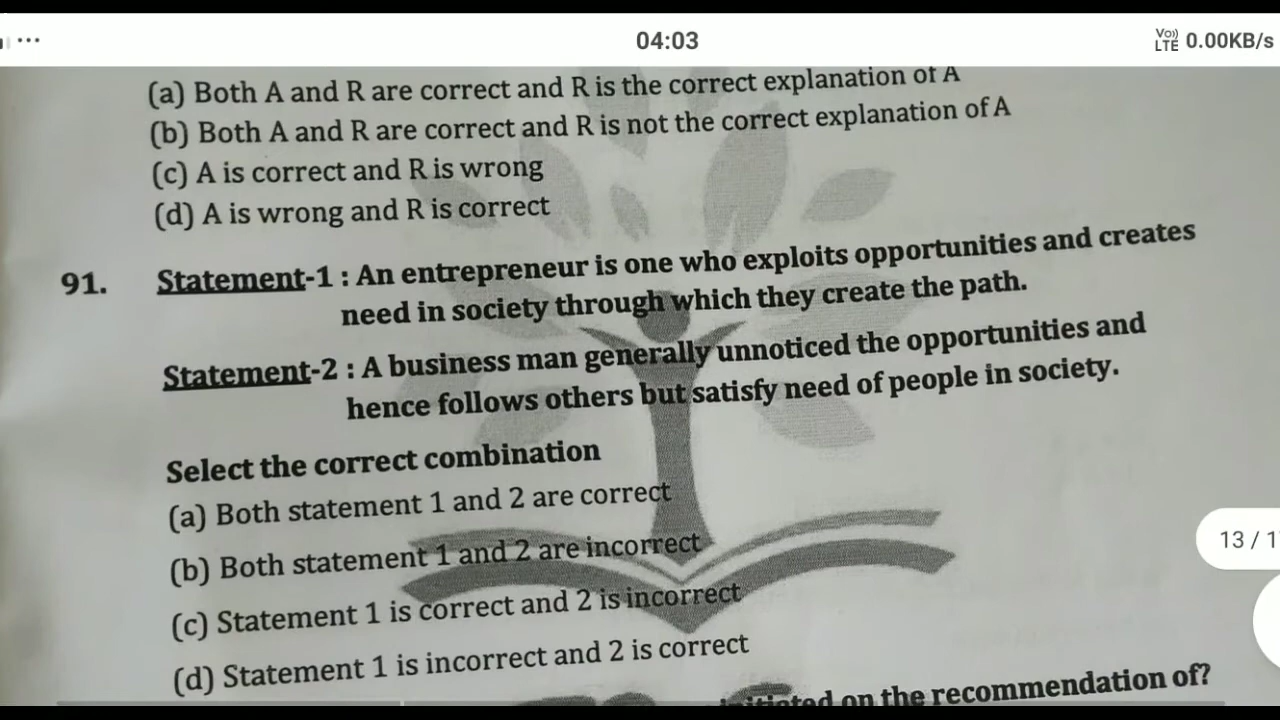 ...
04:03
Vo)) LTE 0.00KB/s
(a) Both A and R are correct and R is the correct explanation of A
(b) Both A and R are correct and R is not the correct explanation of A
(c) A is correct and R is wrong
(d) A is wrong and R is correct
91. Statement-1 : An entrepreneur is one who exploits opportunities and creates
need in society through which they create the path.
Statement-2 : A business man generally unnoticed the opportunities and
hence follows others but satisfy need of people in society.
Select the correct combination
(a) Both statement 1 and 2 are correct
(b) Both statement 1 and 2 are incorrect
(c) Statement 1 is correct and 2 is incorrect
(d) Statement 1 is incorrect and 2 is correct
13 / 1
on the recommendation of?